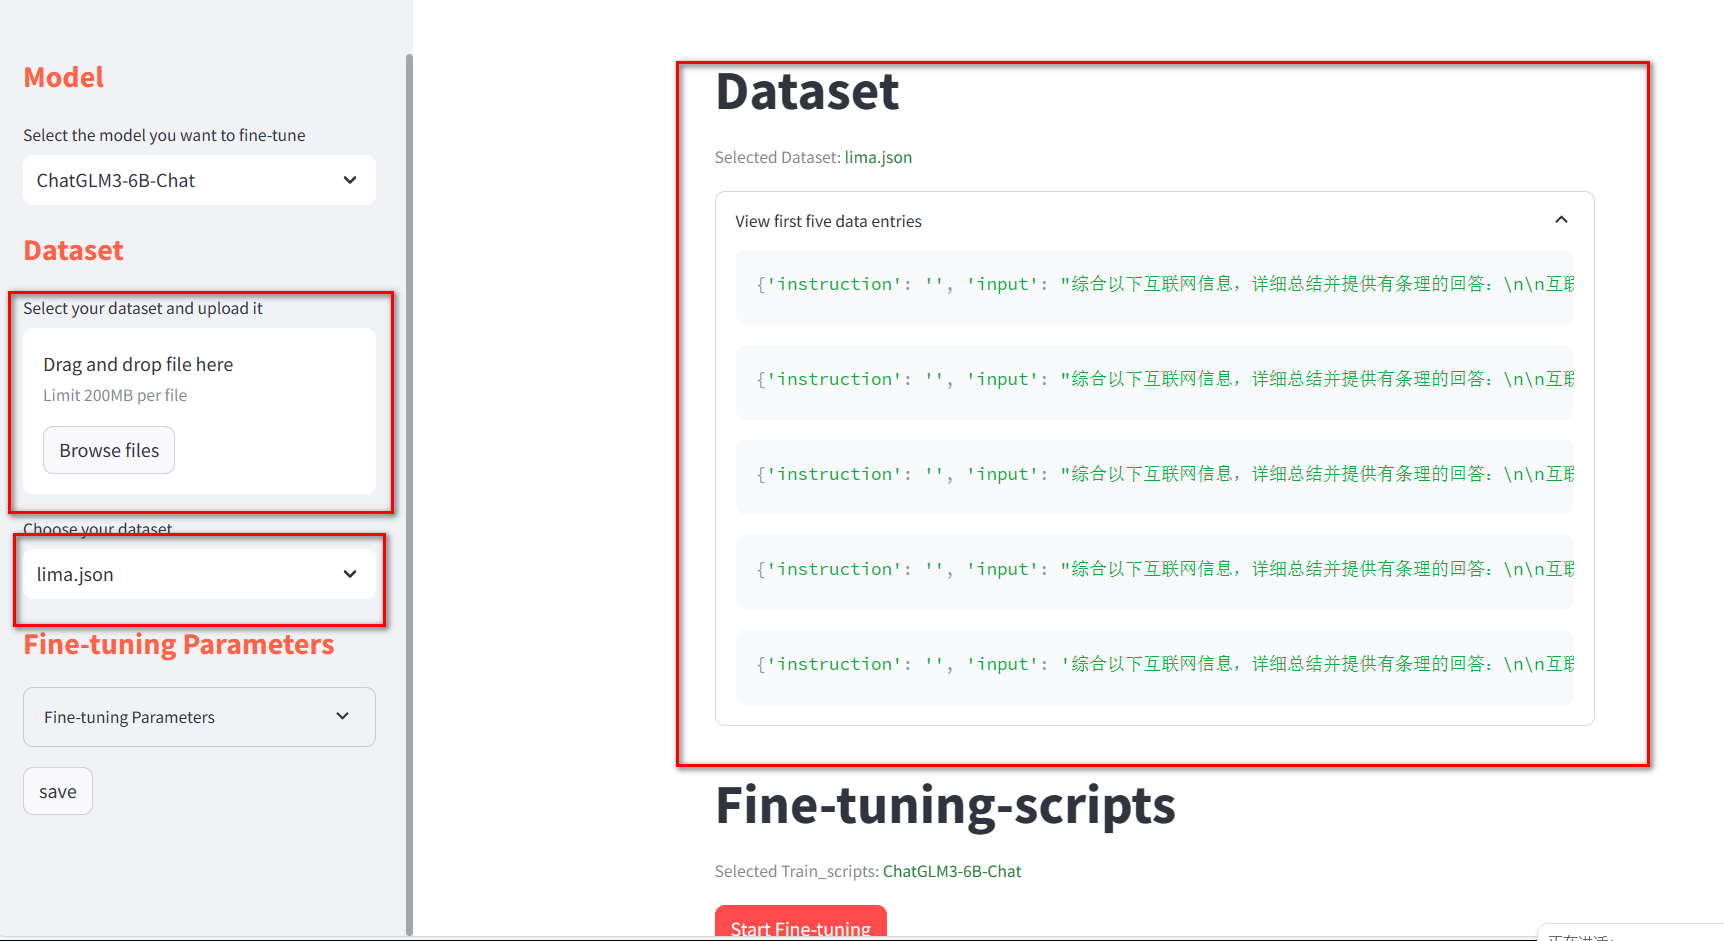 Model
Select the model you want to fine-tune
ChatGLM3-6B-Chat
Dataset
Select your dataset and upload it
Drag and drop file here
Limit 200MB per file
Browse files
Choose your dataset
lima.json
Fine-tuning Parameters
Fine-tuning Parameters
save
Dataset
Selected Dataset: lima.json
View first five data entries
{'instruction': '', 'input': "综合以下互联网信息，详细总结并提供有条理的回答：\n\n互联
{'instruction': '', 'input': "综合以下互联网信息，详细总结并提供有条理的回答：\n\n互联
{'instruction': '', 'input': "综合以下互联网信息，详细总结并提供有条理的回答：\n\n互联
{'instruction': '', 'input': "综合以下互联网信息，详细总结并提供有条理的回答：\n\n互联
{'instruction': '', 'input': '综合以下互联网信息，详细总结并提供有条理的回答：\n\n互联
Fine-tuning-scripts
Selected Train_scripts: ChatGLM3-6B-Chat
Start Fine-tuning